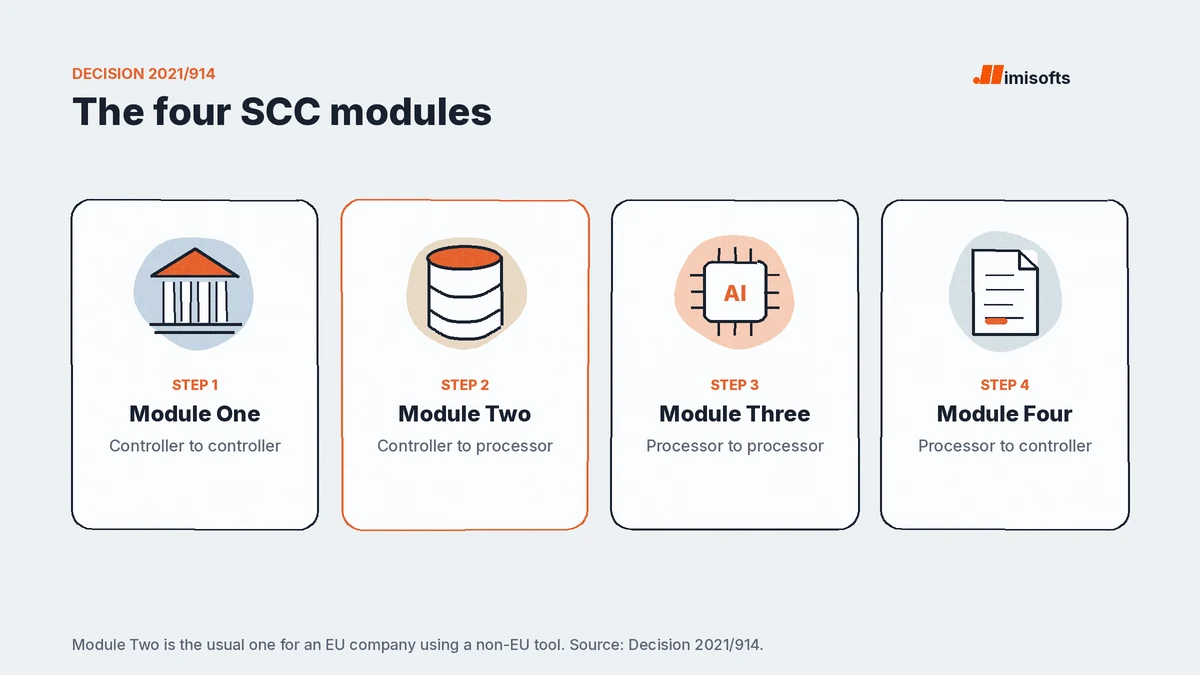 DECISION 2021/914
The four SCC modules
imisofts
STEP 1
Module One
Controller to controller
STEP 2
Module Two
Controller to processor
AI
STEP 3
Module Three
Processor to processor
STEP 4
Module Four
Processor to controller
Module Two is the usual one for an EU company using a non-EU tool. Source: Decision 2021/914.